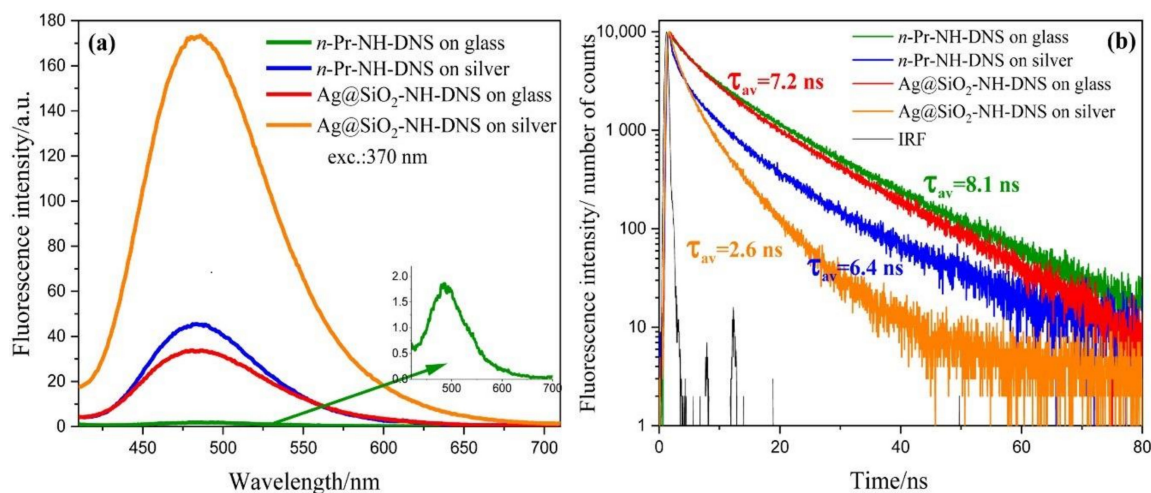 (a)
n-Pr-NH-DNS on glass
n-Pr-NH-DNS on silver
Ag@SiO₂-NH-DNS on glass
Ag@SiO₂-NH-DNS on silver
exc.:370 nm
Fluorescence intensity/a.u.
180
160
140
120
100
80
60
40
20
0
2.0
1.5
1.0
0.5
0.0
500
600
700
450
500
550
600
650
700
Wavelength/nm
(b)
n-Pr-NH-DNS on glass
n-Pr-NH-DNS on silver
Ag@SiO₂-NH-DNS on glass
Ag@SiO₂-NH-DNS on silver
IRF
τav=7.2 ns
τav=8.1 ns
τav=6.4 ns
τav=2.6 ns
Fluorescence intensity/ number of counts
10,000
1 000
100
10
1
0
20
40
60
80
Time/ns